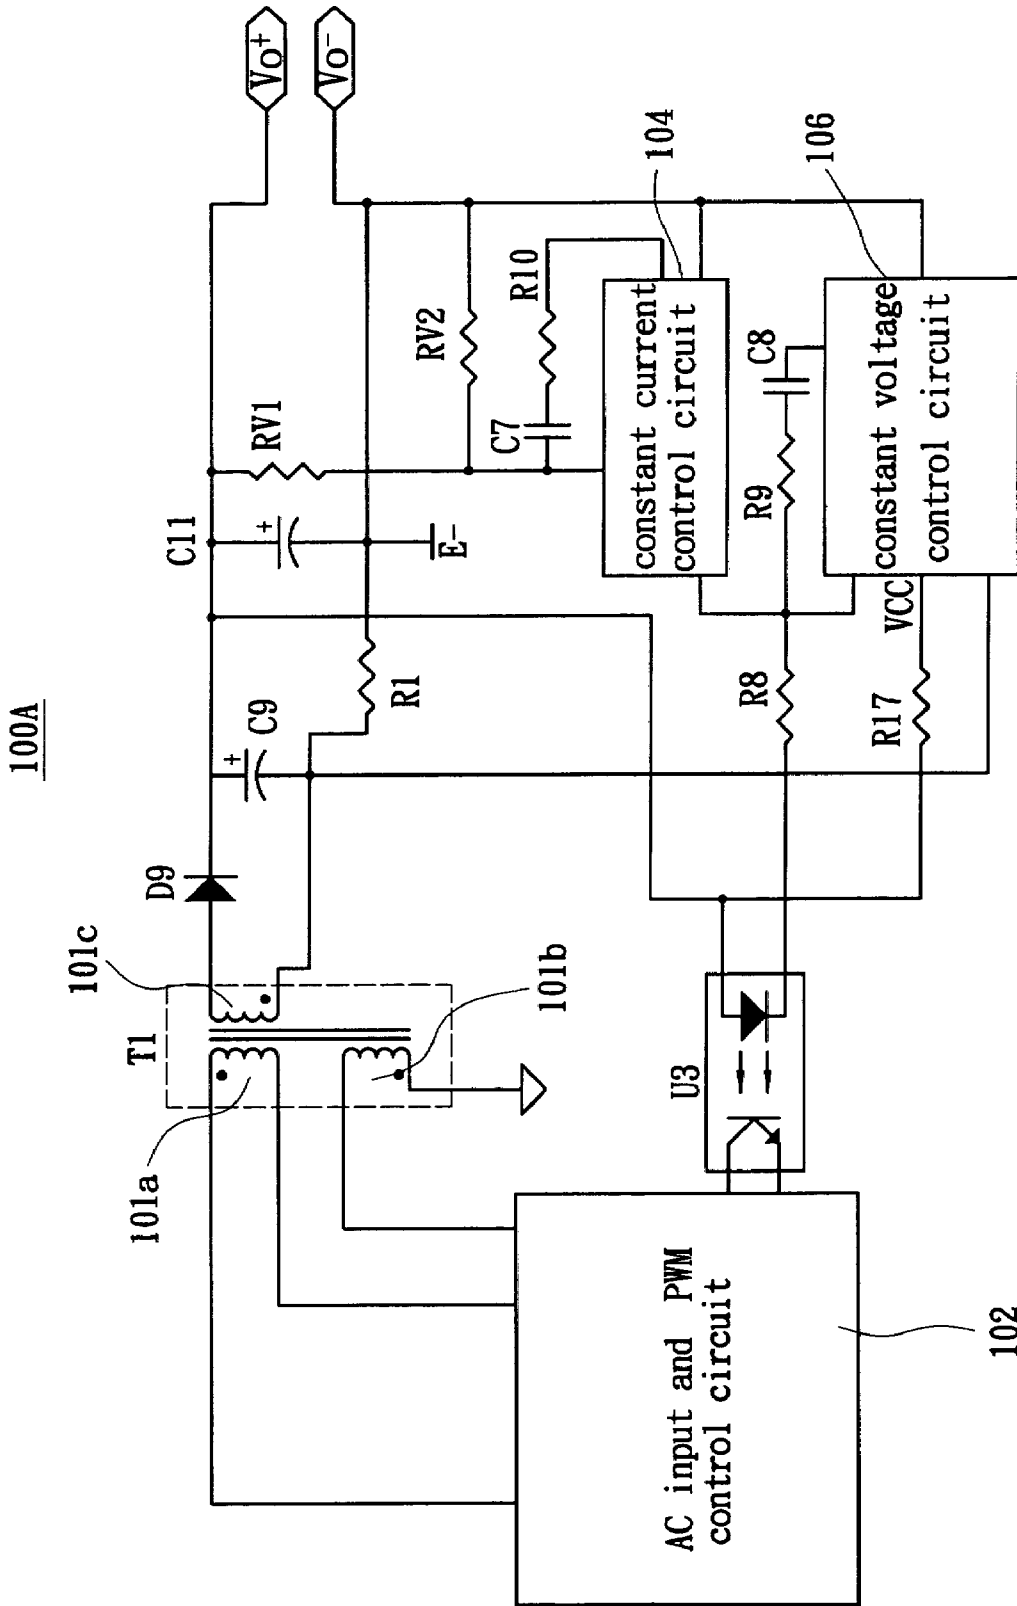 100A
T1
101c
101a
101b
D9
C9
C11
RV1
Vo+
Vo-
R1
E-
RV2
C7
R10
104
constant current
control circuit
R8
R9
C8
106
VCC
R17
constant voltage
control circuit
U3
AC input and PWM
control circuit
102